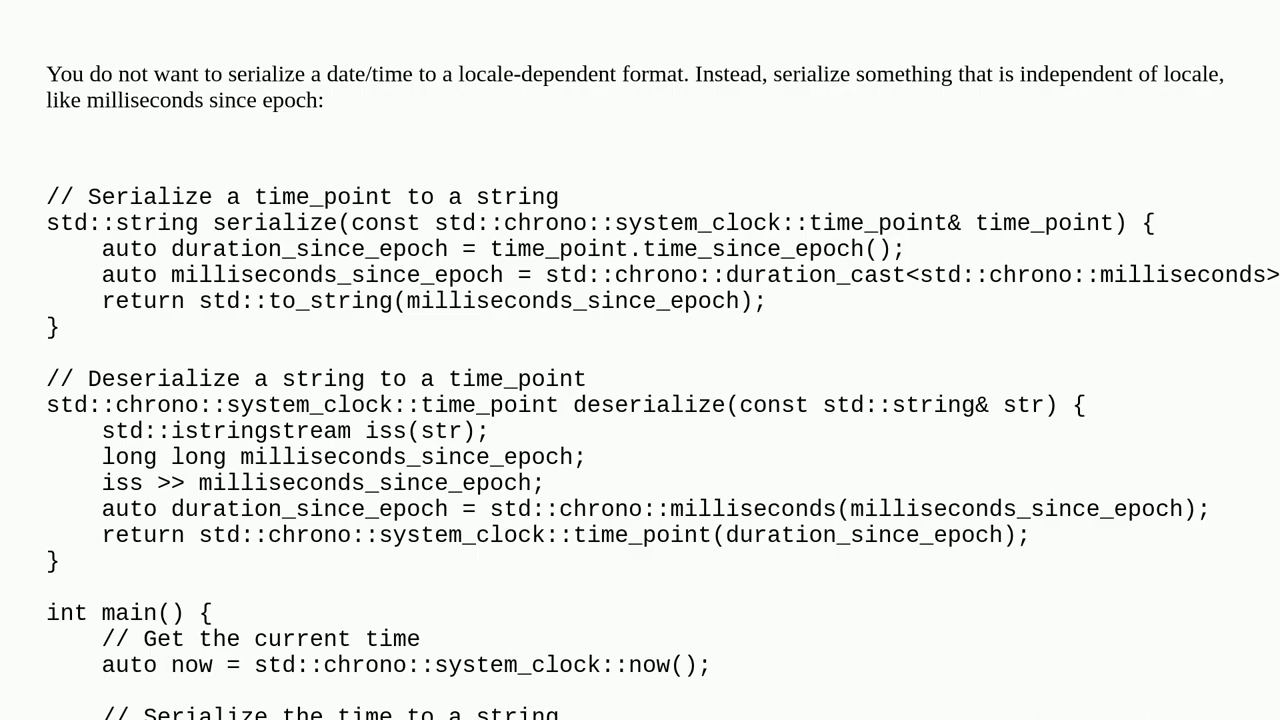 You do not want to serialize a date/time to a locale-dependent format. Instead, serialize something that is independent of locale,
like milliseconds since epoch:
// Serialize a time_point to a string
std::string serialize(const std::chrono::system_clock::time_point& time_point) {
    auto duration_since_epoch = time_point.time_since_epoch();
    auto milliseconds_since_epoch = std::chrono::duration_cast<std::chrono::milliseconds>
    return std::to_string(milliseconds_since_epoch);
}
// Deserialize a string to a time_point
std::chrono::system_clock::time_point deserialize(const std::string& str) {
    std::istringstream iss(str);
    long long milliseconds_since_epoch;
    iss >> milliseconds_since_epoch;
    auto duration_since_epoch = std::chrono::milliseconds(milliseconds_since_epoch);
    return std::chrono::system_clock::time_point(duration_since_epoch);
}
int main() {
    // Get the current time
    auto now = std::chrono::system_clock::now();
    // Serialize the time to a string